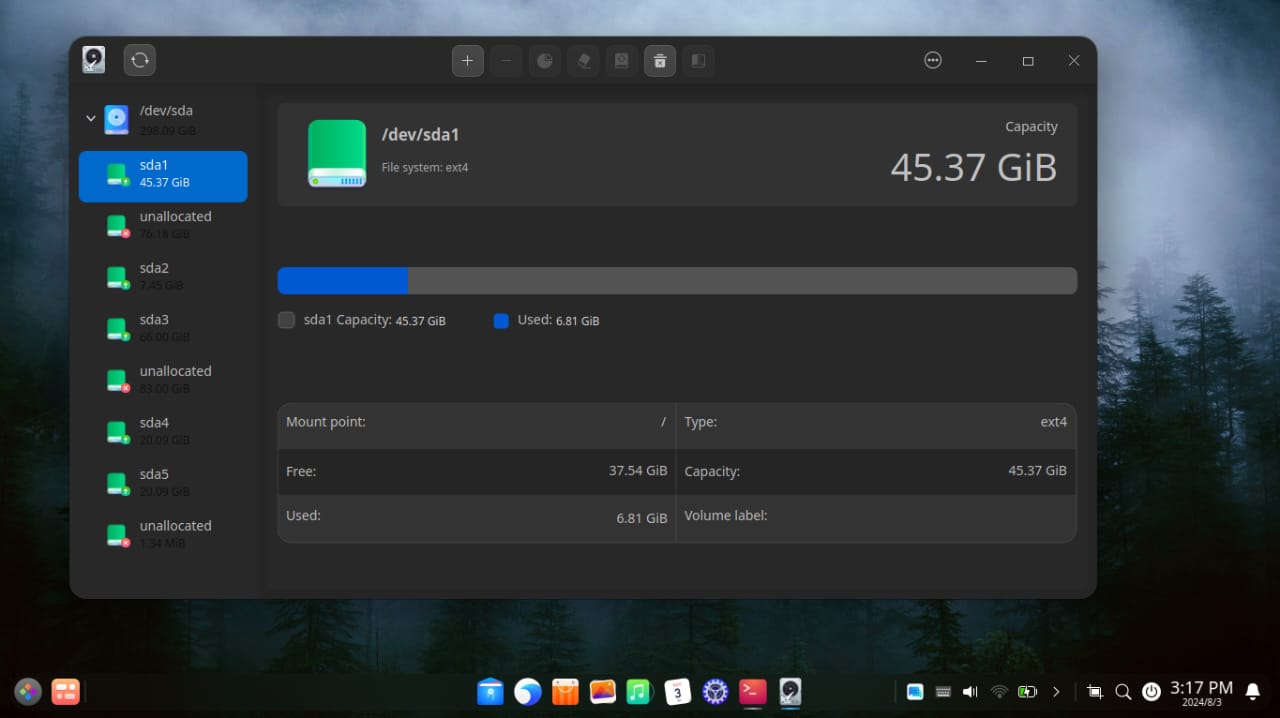 /dev/sda
298.09 GiB
sda1
45.37 GiB
unallocated
76.18 GiB
sda2
7.45 GiB
sda3
66.00 GiB
unallocated
83.00 GiB
sda4
20.09 GiB
sda5
20.09 GiB
unallocated
1.34 MiB
/dev/sda1
File system: ext4
Capacity
45.37 GiB
sda1 Capacity: 45.37 GiB Used: 6.81 GiB
Mount point: / Type: ext4
Free: 37.54 GiB Capacity: 45.37 GiB
Used: 6.81 GiB Volume label:
3
3:17 PM
2024/8/3